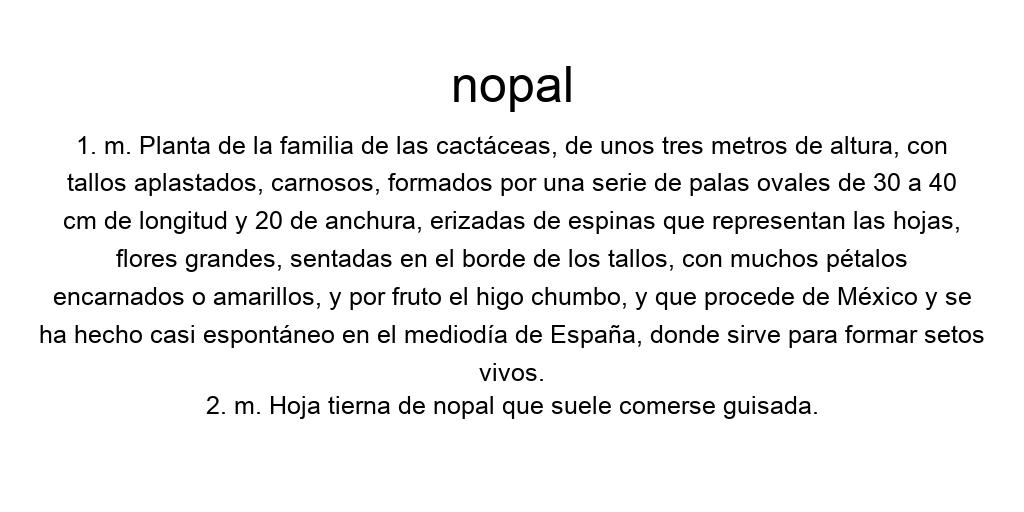 nopal
1. m. Planta de la familia de las cactáceas, de unos tres metros de altura, con
tallos aplastados, carnosos, formados por una serie de palas ovales de 30 a 40
cm de longitud y 20 de anchura, erizadas de espinas que representan las hojas,
flores grandes, sentadas en el borde de los tallos, con muchos pétalos
encarnados o amarillos, y por fruto el higo chumbo, y que procede de México y se
ha hecho casi espontáneo en el mediodía de España, donde sirve para formar setos
vivos.
2. m. Hoja tierna de nopal que suele comerse guisada.